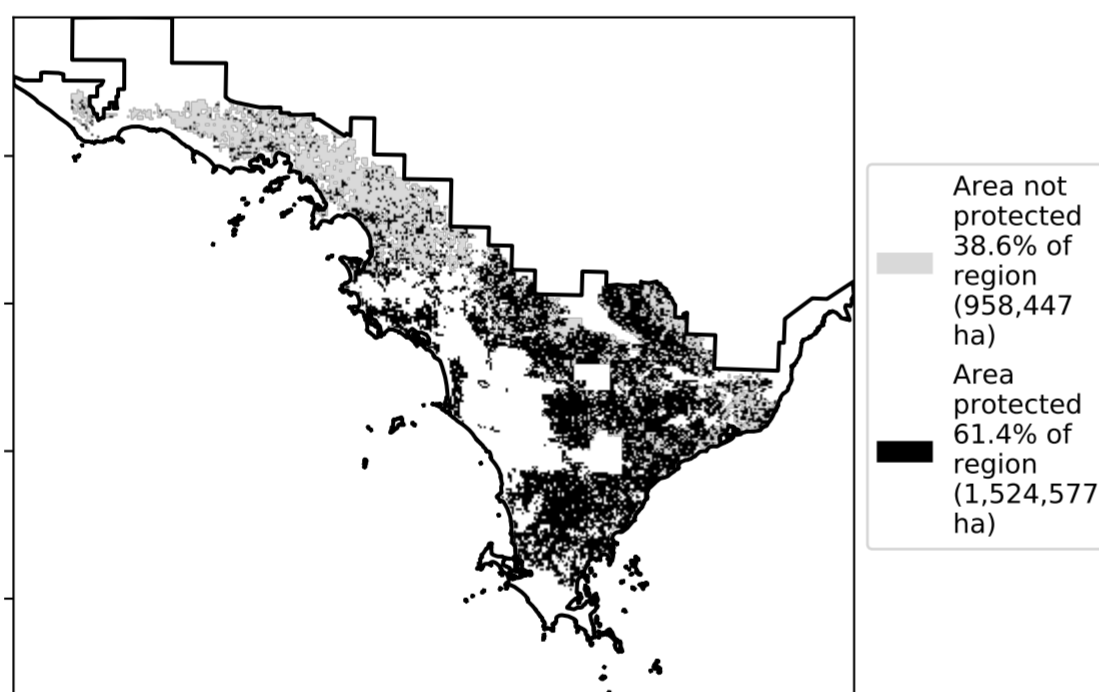 Area not
protected
38.6% of
region
(958,447
ha)
Area
protected
61.4% of
region
(1,524,577
ha)